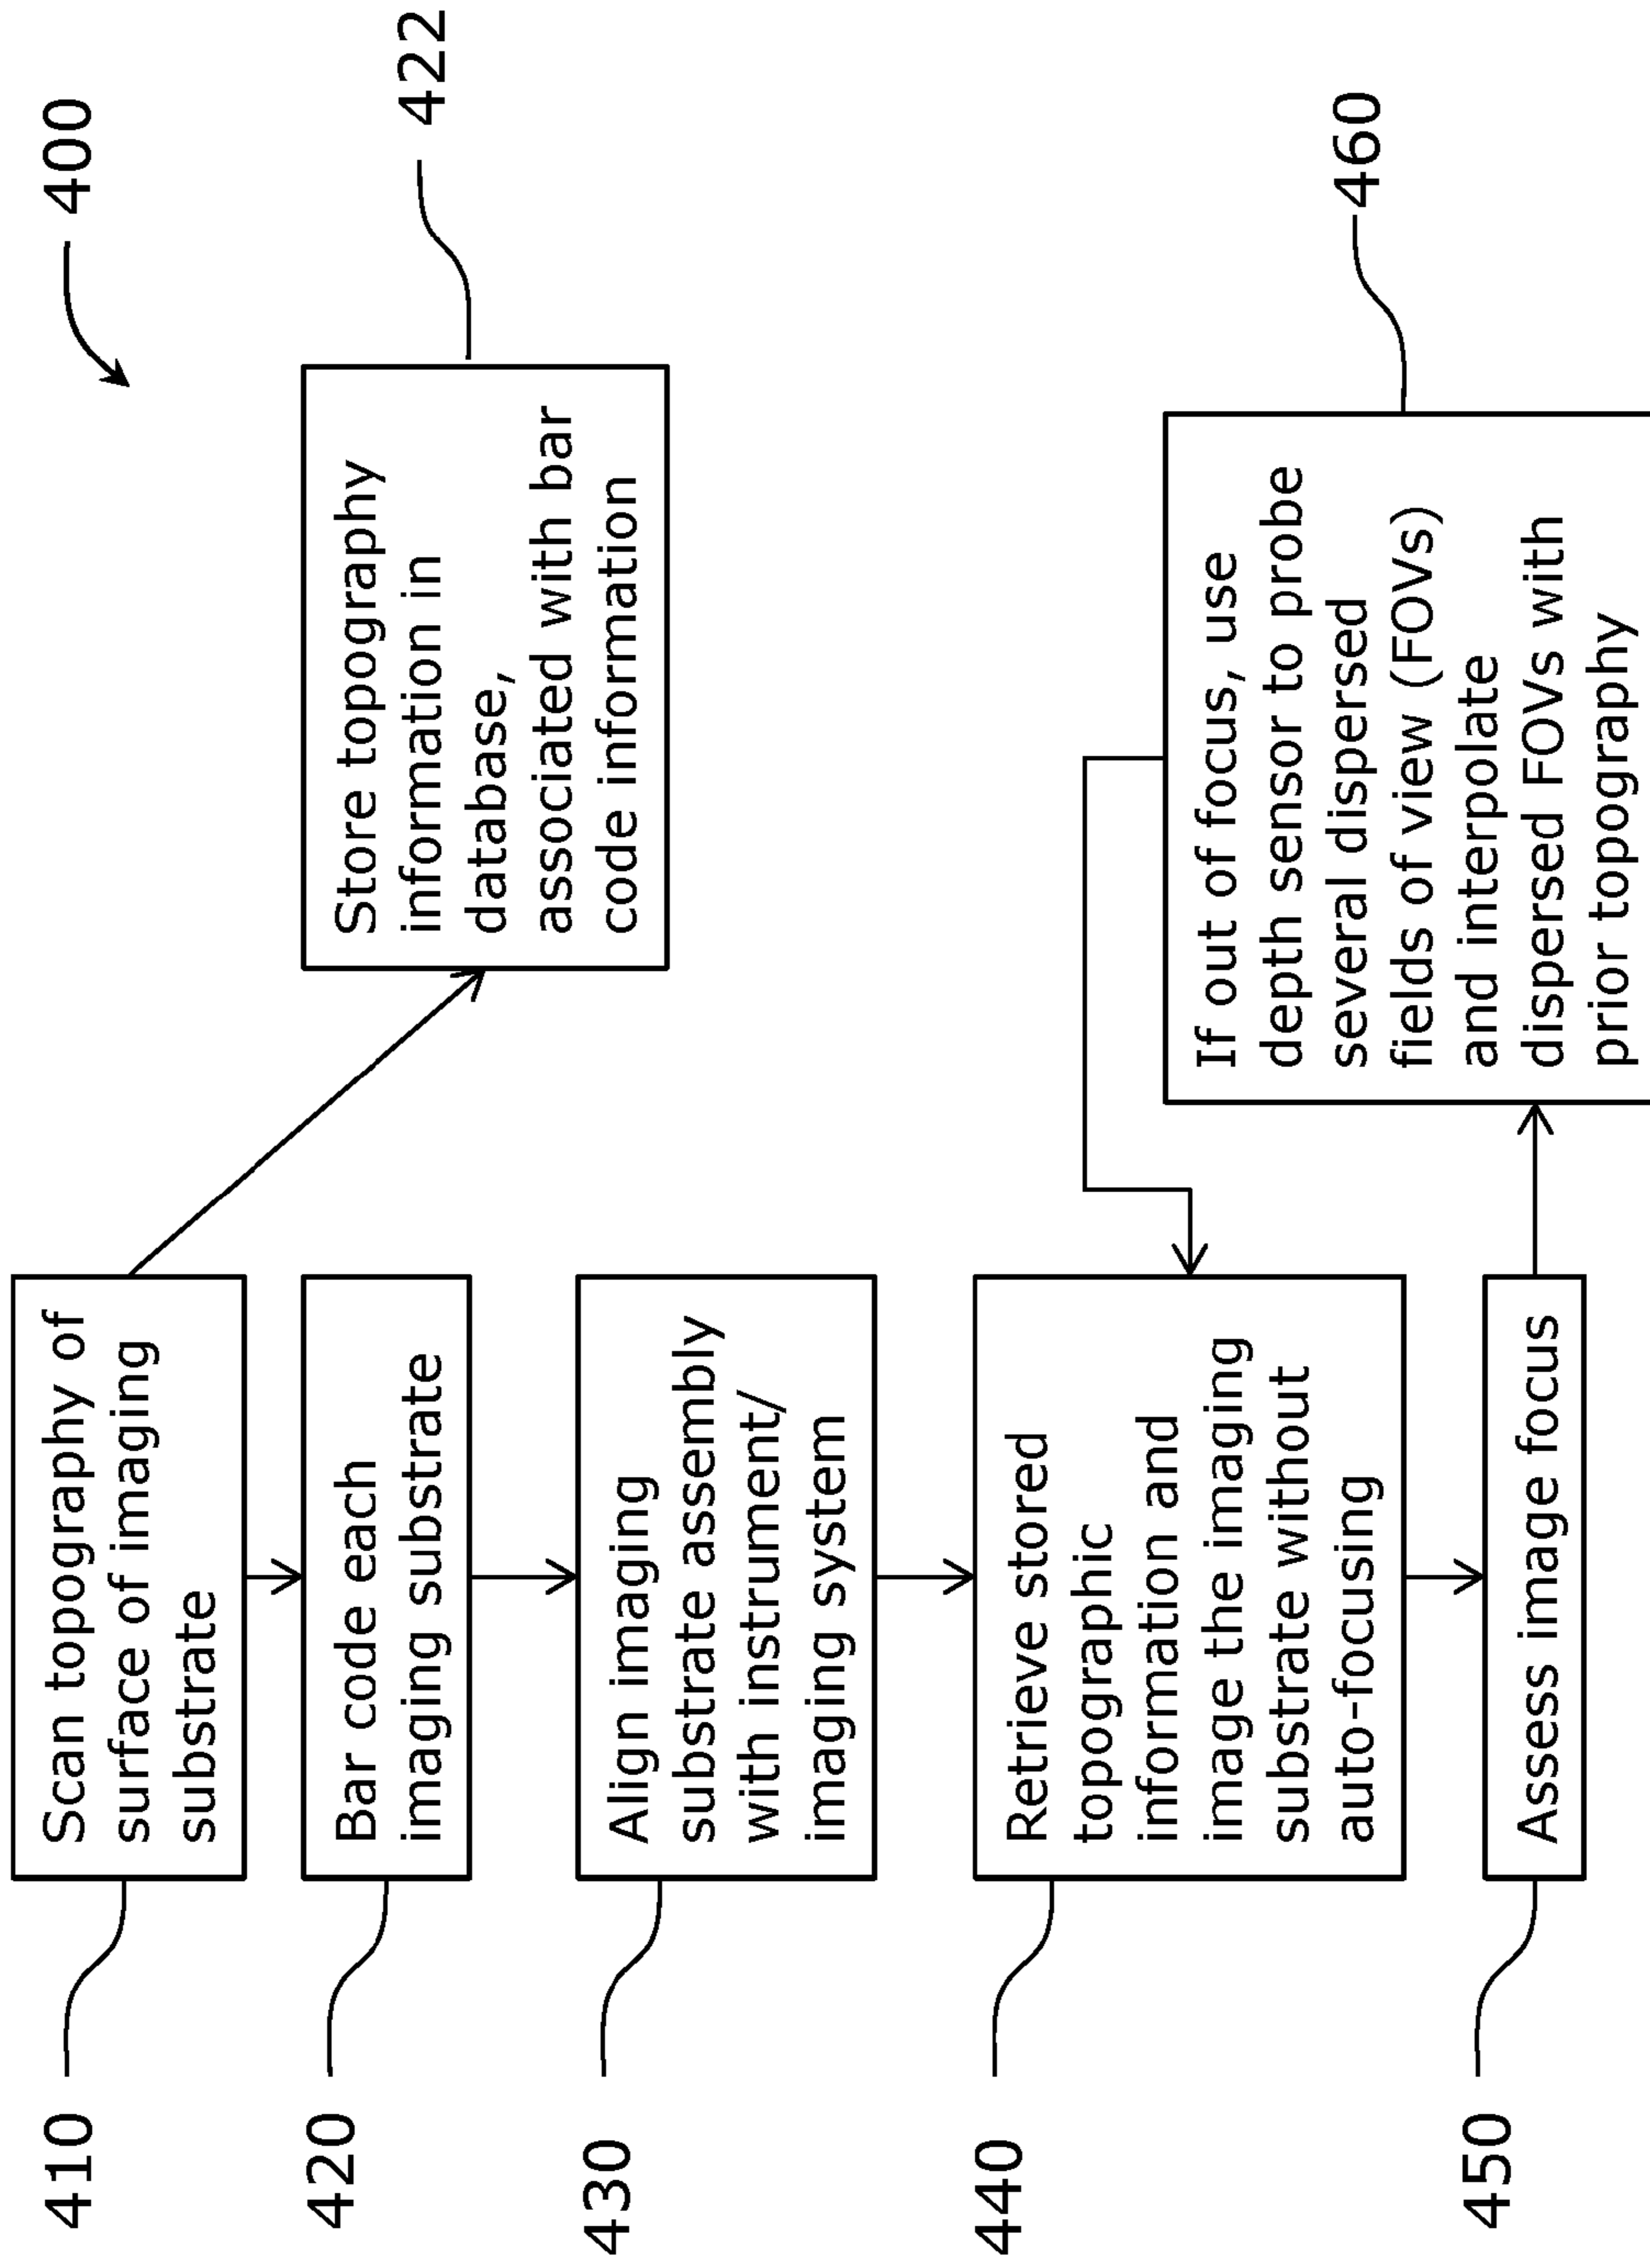 400
410
Scan topography of
surface of imaging
substrate
420
Bar code each
imaging substrate
422
Store topography
information in
database,
associated with bar
code information
430
Align imaging
substrate assembly
with instrument/
imaging system
440
Retrieve stored
topographic
information and
image the imaging
substrate without
auto-focusing
450
Assess image focus
460
If out of focus, use
depth sensor to probe
several dispersed
fields of view (FOVs)
and interpolate
dispersed FOVs with
prior topography